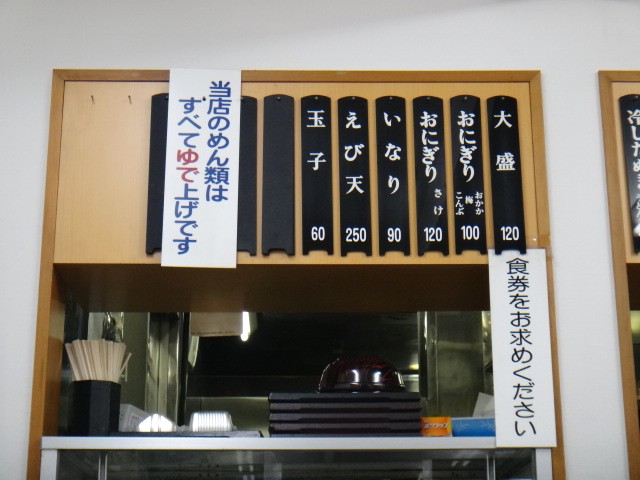 当店のめん類は
すべてゆで上げです
玉子
60
えび天
250
いなり
90
おにぎり
さけ
120
おにぎり
おかか
梅
こんぶ
100
大盛
120
食券をお求めください